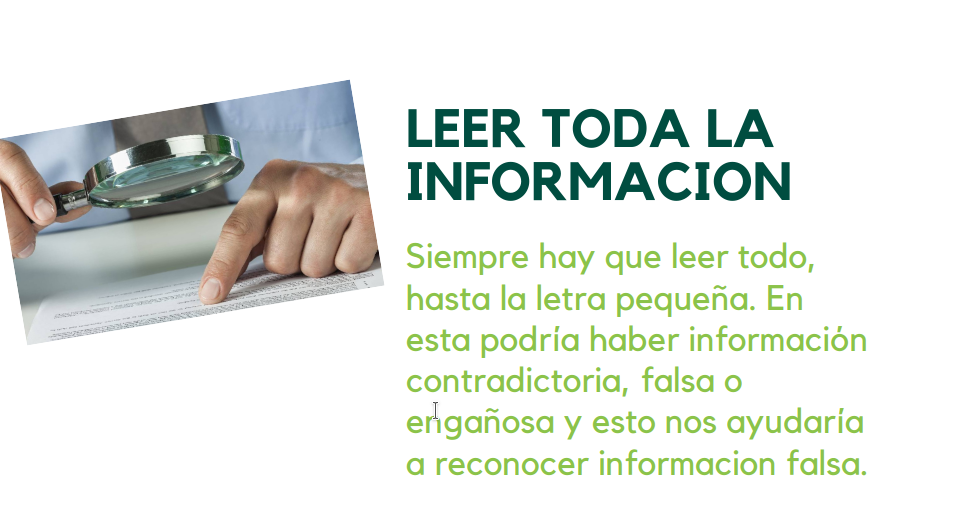 LEER TODA LA
INFORMACION
Siempre hay que leer todo,
hasta la letra pequeña. En
esta podría haber información
contradictoria, falsa o
engañosa y esto nos ayudaría
a reconocer informacion falsa.